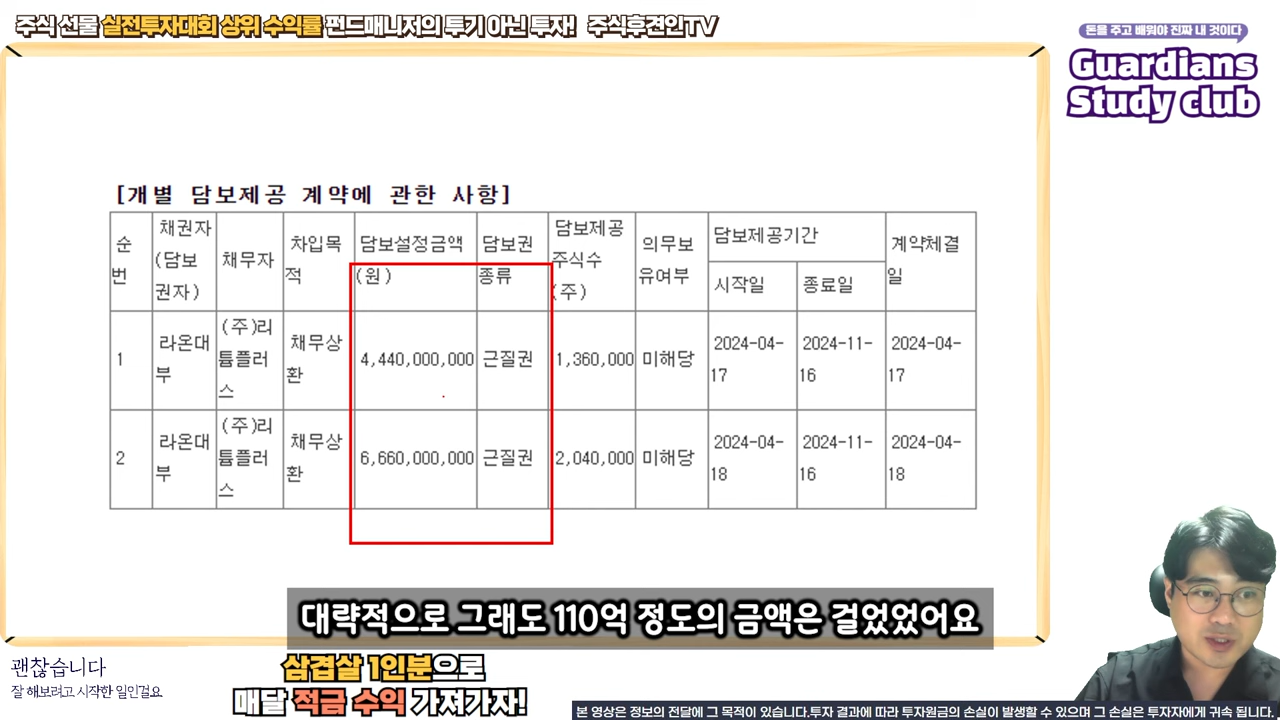 주식 선물 실전투자대회 상위 수익률 펀드매니저의 투기 아닌 투자! 주식후견인TV
돈을 주고 배워야 진짜 내 것이다
Guardians
Study club
[개별 담보제공 계약에 관한 사항]
순번 채권자(담보권자) 채무자 차입목적 담보설정금액(원) 담보권종류 담보제공주식수(주) 의무보유여부 담보제공기간 계약체결일
시작일 종료일
1 라온대부 (주)리튬플러스 채무상환 4,440,000,000 근질권 1,360,000 미해당 2024-04-17 2024-11-16 2024-04-17
2 라온대부 (주)리튬플러스 채무상환 6,660,000,000 근질권 2,040,000 미해당 2024-04-18 2024-11-16 2024-04-18
대략적으로 그래도 110억 정도의 금액은 걸었었어요
괜찮습니다
잘 해보려고 시작한 일인걸요
삼겹살 1인분으로
매달 적금 수익 가져가자!
본 영상은 정보의 전달에 그 목적이 있습니다.투자 결과에 따라 투자원금의 손실이 발생할 수 있으며 그 손실은 투자자에게 귀속 됩니다.